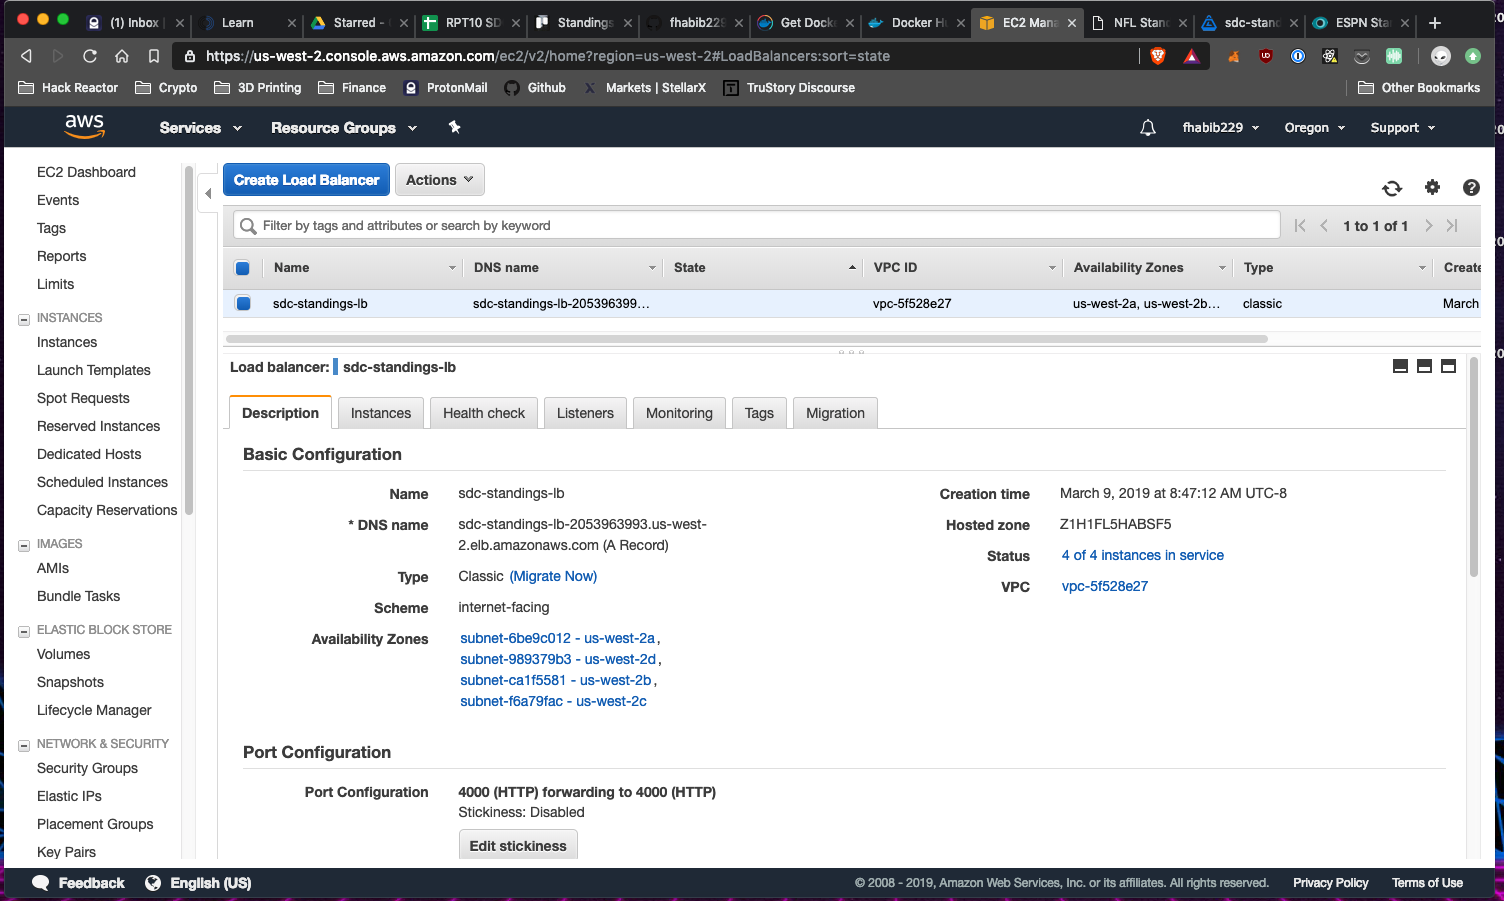 (1) Inbox
Learn
Starred -
RPT10 SD
Standings
fhabib229
Get Docke
Docker Hu
EC2 Mana
NFL Stan
sdc-stand
ESPN Sta
https://us-west-2.console.aws.amazon.com/ec2/v2/home?region=us-west-2#LoadBalancers:sort=state
Hack Reactor
Crypto
3D Printing
Finance
ProtonMail
Github
Markets | StellarX
TruStory Discourse
Other Bookmarks
aws
Services
Resource Groups
fhabib229
Oregon
Support
EC2 Dashboard
Events
Tags
Reports
Limits
INSTANCES
Instances
Launch Templates
Spot Requests
Reserved Instances
Dedicated Hosts
Scheduled Instances
Capacity Reservations
IMAGES
AMIs
Bundle Tasks
ELASTIC BLOCK STORE
Volumes
Snapshots
Lifecycle Manager
NETWORK & SECURITY
Security Groups
Elastic IPs
Placement Groups
Key Pairs
Create Load Balancer
Actions
Filter by tags and attributes or search by keyword
1 to 1 of 1
Name DNS name State VPC ID Availability Zones Type Create
sdc-standings-lb sdc-standings-lb-205396399... vpc-5f528e27 us-west-2a, us-west-2b... classic March
Load balancer: sdc-standings-lb
Description
Instances
Health check
Listeners
Monitoring
Tags
Migration
Basic Configuration
Name sdc-standings-lb
* DNS name sdc-standings-lb-2053963993.us-west-
2.elb.amazonaws.com (A Record)
Type Classic (Migrate Now)
Scheme internet-facing
Availability Zones subnet-6be9c012 - us-west-2a,
subnet-989379b3 - us-west-2d,
subnet-ca1f5581 - us-west-2b,
subnet-f6a79fac - us-west-2c
Creation time March 9, 2019 at 8:47:12 AM UTC-8
Hosted zone Z1H1FL5HABSF5
Status 4 of 4 instances in service
VPC vpc-5f528e27
Port Configuration
Port Configuration 4000 (HTTP) forwarding to 4000 (HTTP)
Stickiness: Disabled
Edit stickiness
Feedback
English (US)
© 2008 - 2019, Amazon Web Services, Inc. or its affiliates. All rights reserved.
Privacy Policy
Terms of Use